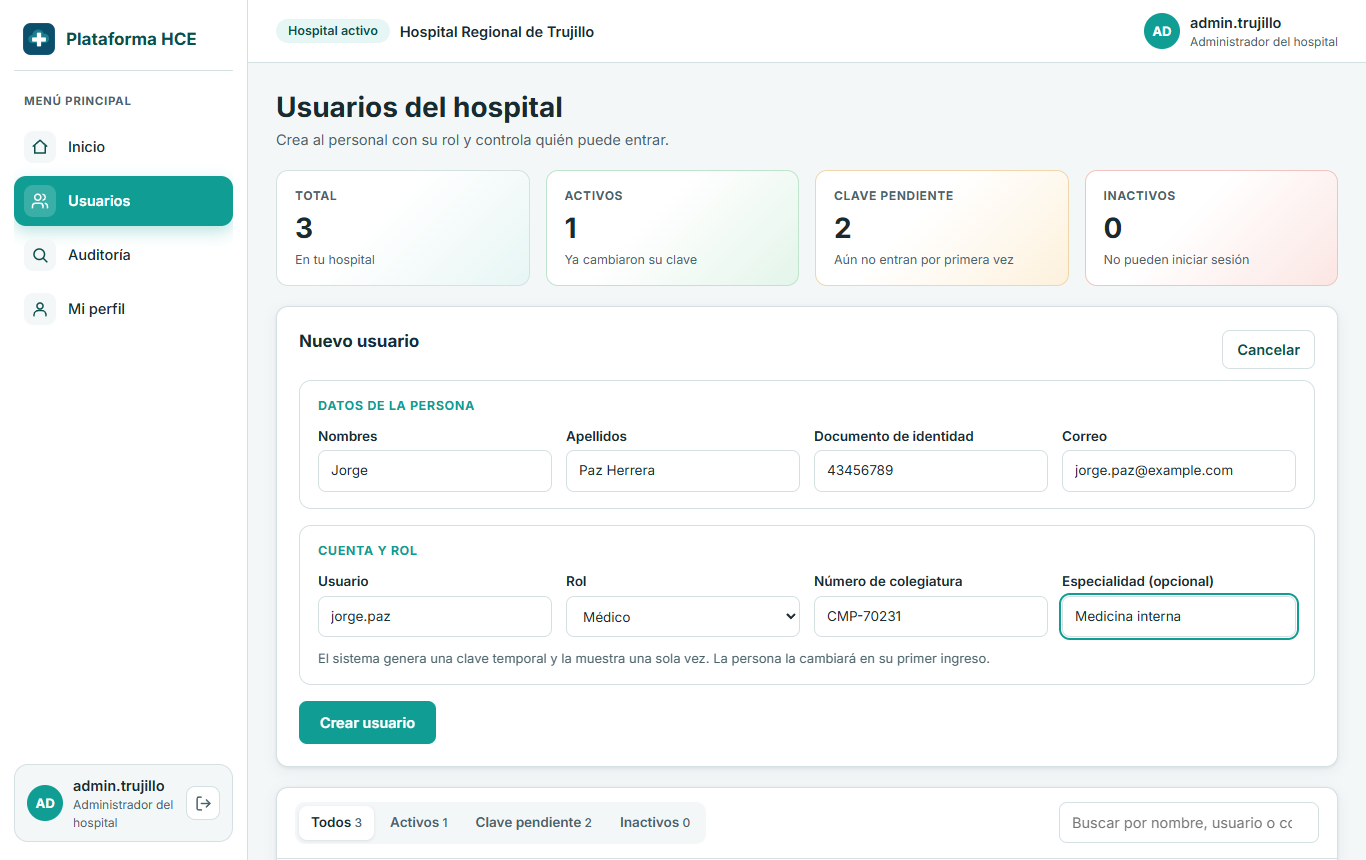 Plataforma HCE
MENÚ PRINCIPAL
Inicio
Usuarios
Auditoría
Mi perfil
AD
admin.trujillo
Administrador del
hospital
Hospital activo
Hospital Regional de Trujillo
AD
admin.trujillo
Administrador del hospital
Usuarios del hospital
Crea al personal con su rol y controla quién puede entrar.
TOTAL
3
En tu hospital
ACTIVOS
1
Ya cambiaron su clave
CLAVE PENDIENTE
2
Aún no entran por primera vez
INACTIVOS
0
No pueden iniciar sesión
Nuevo usuario
Cancelar
DATOS DE LA PERSONA
Nombres
Jorge
Apellidos
Paz Herrera
Documento de identidad
43456789
Correo
jorge.paz@example.com
CUENTA Y ROL
Usuario
jorge.paz
Rol
Médico
Número de colegiatura
CMP-70231
Especialidad (opcional)
Medicina interna
El sistema genera una clave temporal y la muestra una sola vez. La persona la cambiará en su primer ingreso.
Crear usuario
Todos 3
Activos 1
Clave pendiente 2
Inactivos 0
Buscar por nombre, usuario o cc